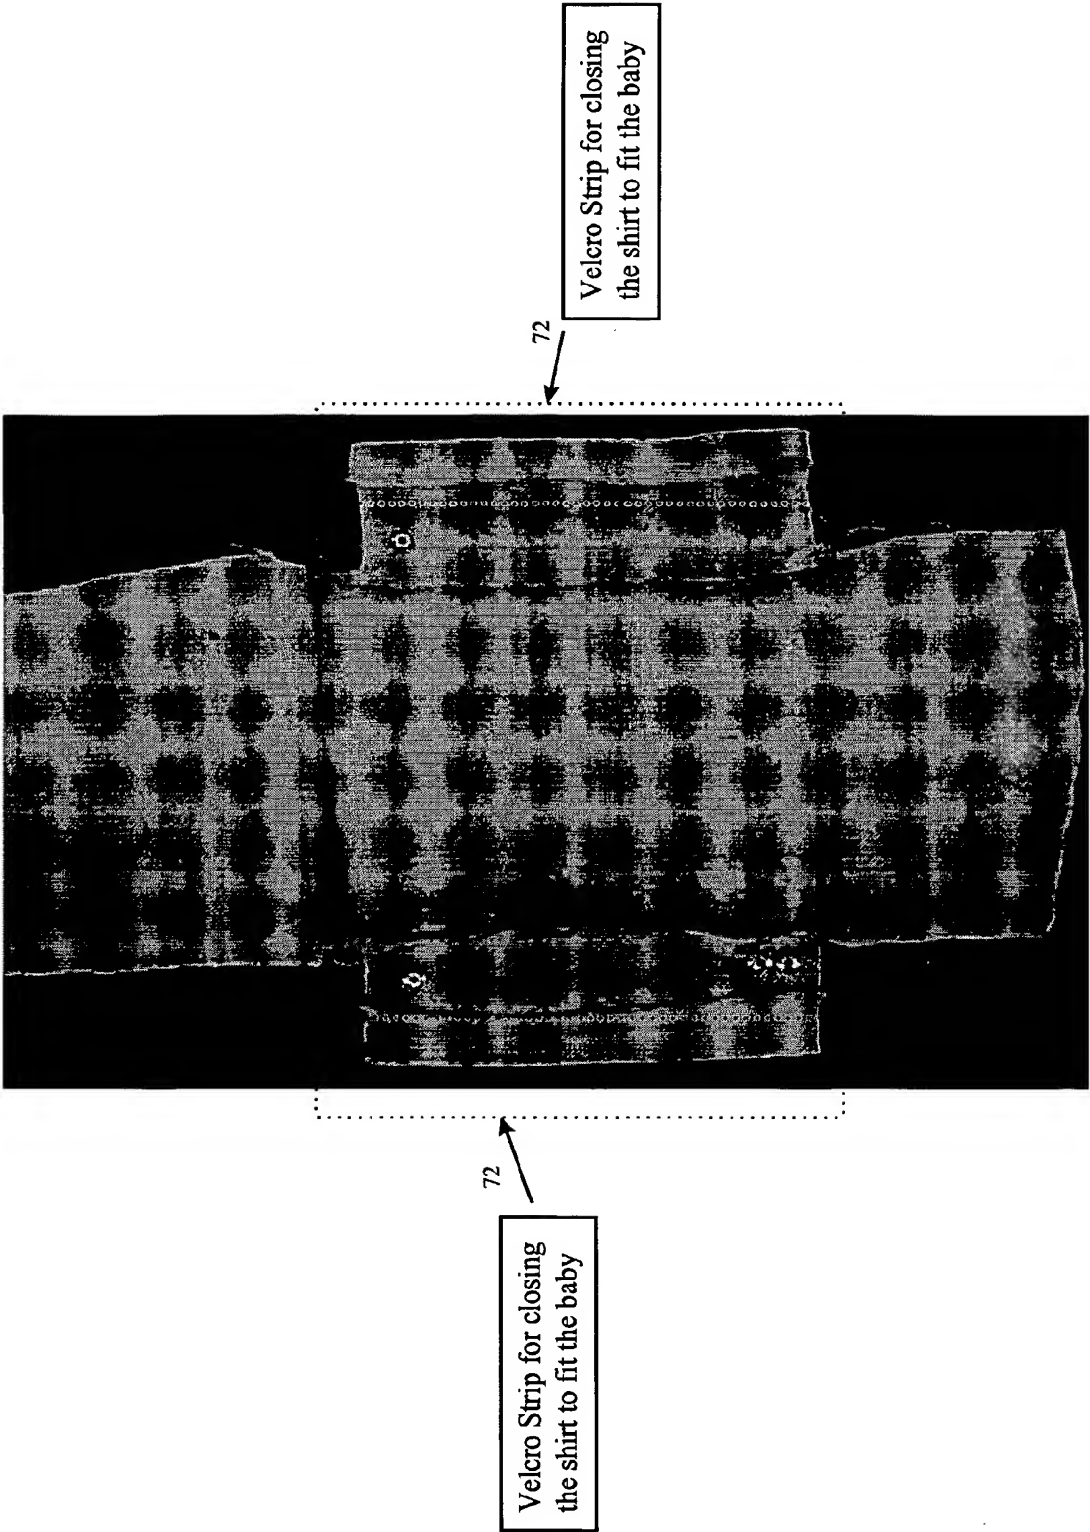 Velcro Strip for closing
the shirt to fit the baby
72
72
Velcro Strip for closing
the shirt to fit the baby